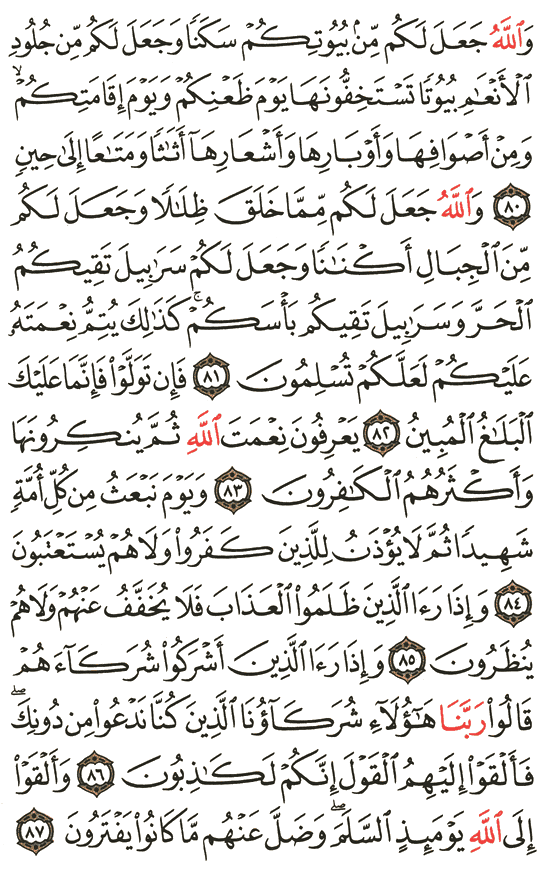 وَٱللَّهُ جَعَلَ لَكُم مِّنۢ بُيُوتِكُمۡ سَكَنٗا وَجَعَلَ لَكُم مِّن جُلُودِ
ٱلۡأَنۡعَٰمِ بُيُوتٗا تَسۡتَخِفُّونَهَا يَوۡمَ ظَعۡنِكُمۡ وَيَوۡمَ إِقَامَتِكُمۡۙ
وَمِنۡ أَصۡوَافِهَا وَأَوۡبَارِهَا وَأَشۡعَارِهَآ أَثَٰثٗا وَمَتَٰعًا إِلَىٰ حِينٖ
٨٠ وَٱللَّهُ جَعَلَ لَكُم مِّمَّا خَلَقَ ظِلَٰلٗا وَجَعَلَ لَكُم
مِّنَ ٱلۡجِبَالِ أَكۡنَٰنٗا وَجَعَلَ لَكُمۡ سَرَٰبِيلَ تَقِيكُمُ
ٱلۡحَرَّ وَسَرَٰبِيلَ تَقِيكُم بَأۡسَكُمۡۚ كَذَٰلِكَ يُتِمُّ نِعۡمَتَهُۥ
عَلَيۡكُمۡ لَعَلَّكُمۡ تُسۡلِمُونَ ٨١ فَإِن تَوَلَّوۡاْ فَإِنَّمَا عَلَيۡكَ
ٱلۡبَلَٰغُ ٱلۡمُبِينُ ٨٢ يَعۡرِفُونَ نِعۡمَتَ ٱللَّهِ ثُمَّ يُنكِرُونَهَا
وَأَكۡثَرُهُمُ ٱلۡكَٰفِرُونَ ٨٣ وَيَوۡمَ نَبۡعَثُ مِن كُلِّ أُمَّةٖ
شَهِيدٗا ثُمَّ لَا يُؤۡذَنُ لِلَّذِينَ كَفَرُواْ وَلَا هُمۡ يُسۡتَعۡتَبُونَ
٨٤ وَإِذَا رَءَا ٱلَّذِينَ ظَلَمُواْ ٱلۡعَذَابَ فَلَا يُخَفَّفُ عَنۡهُمۡ وَلَا هُمۡ
يُنظَرُونَ ٨٥ وَإِذَا رَءَا ٱلَّذِينَ أَشۡرَكُواْ شُرَكَآءَهُمۡ
قَالُواْ رَبَّنَا هَٰٓؤُلَآءِ شُرَكَآؤُنَا ٱلَّذِينَ كُنَّا نَدۡعُواْ مِن دُونِكَۖ
فَأَلۡقَوۡاْ إِلَيۡهِمُ ٱلۡقَوۡلَ إِنَّكُمۡ لَكَٰذِبُونَ ٨٦ وَأَلۡقَوۡاْ
إِلَى ٱللَّهِ يَوۡمَئِذٍ ٱلسَّلَمَۖ وَضَلَّ عَنۡهُم مَّا كَانُواْ يَفۡتَرُونَ ٨٧